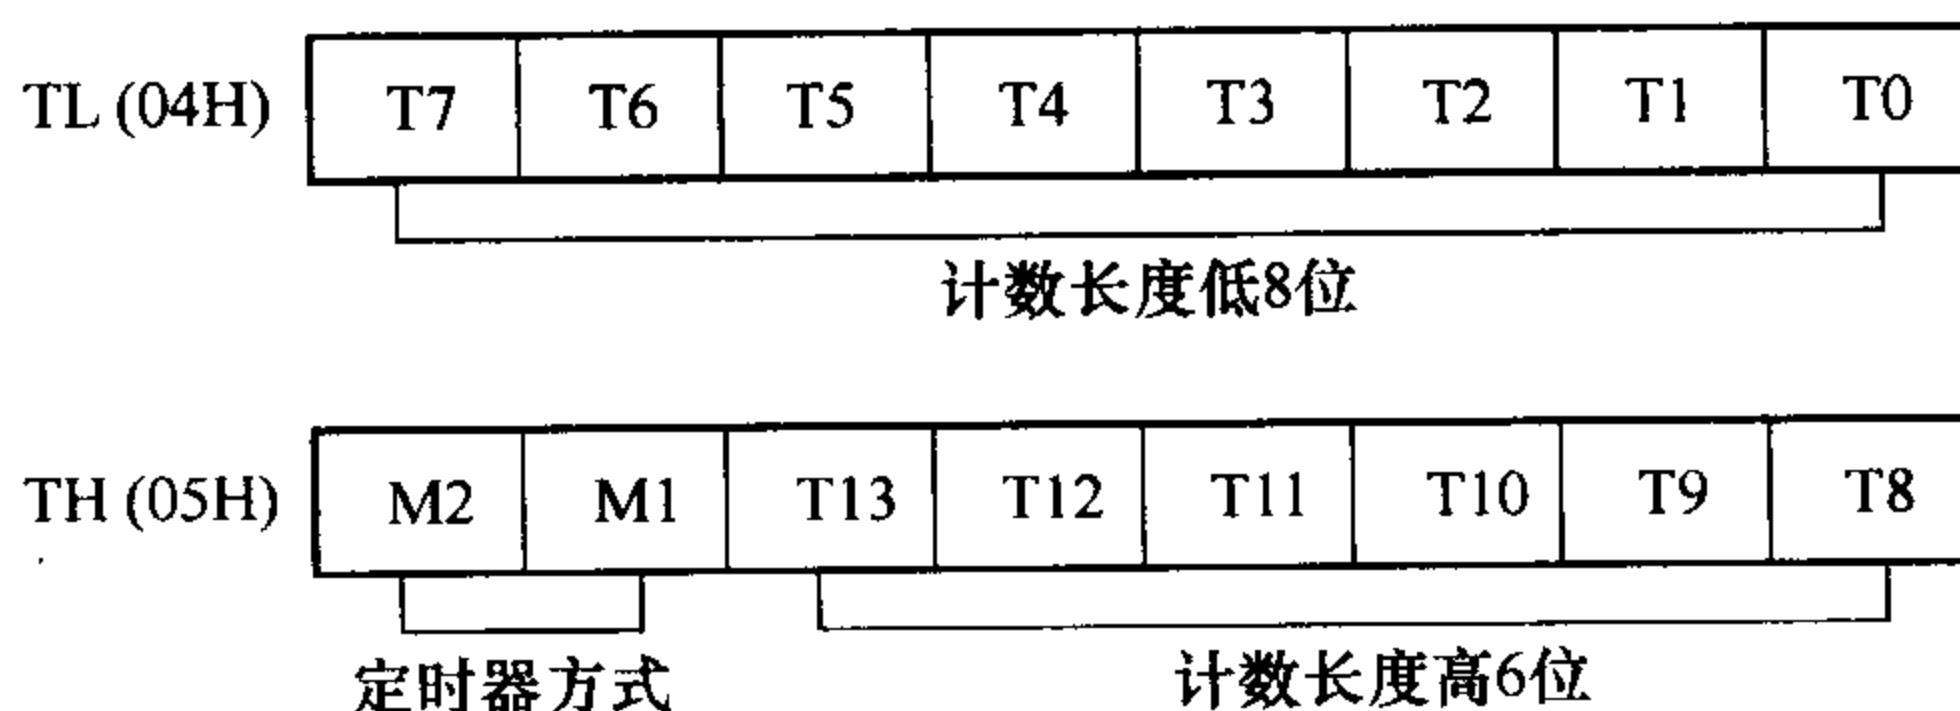 TL (04H) T7 T6 T5 T4 T3 T2 T1 T0
计数长度低8位
TH (05H) M2 M1 T13 T12 T11 T10 T9 T8
定时器方式 计数长度高6位